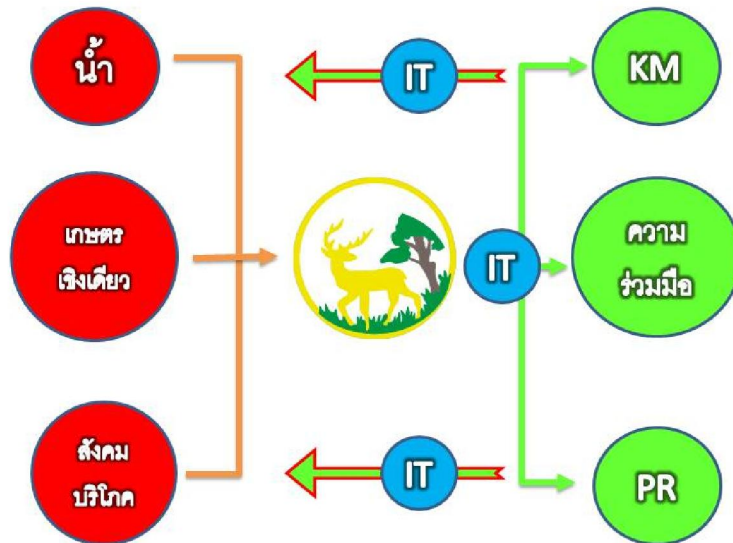 น้ำ
IT
KM
เกษตร
เชิงเดี่ยว
IT
ความ
ร่วมมือ
สังคม
บริโภค
IT
PR